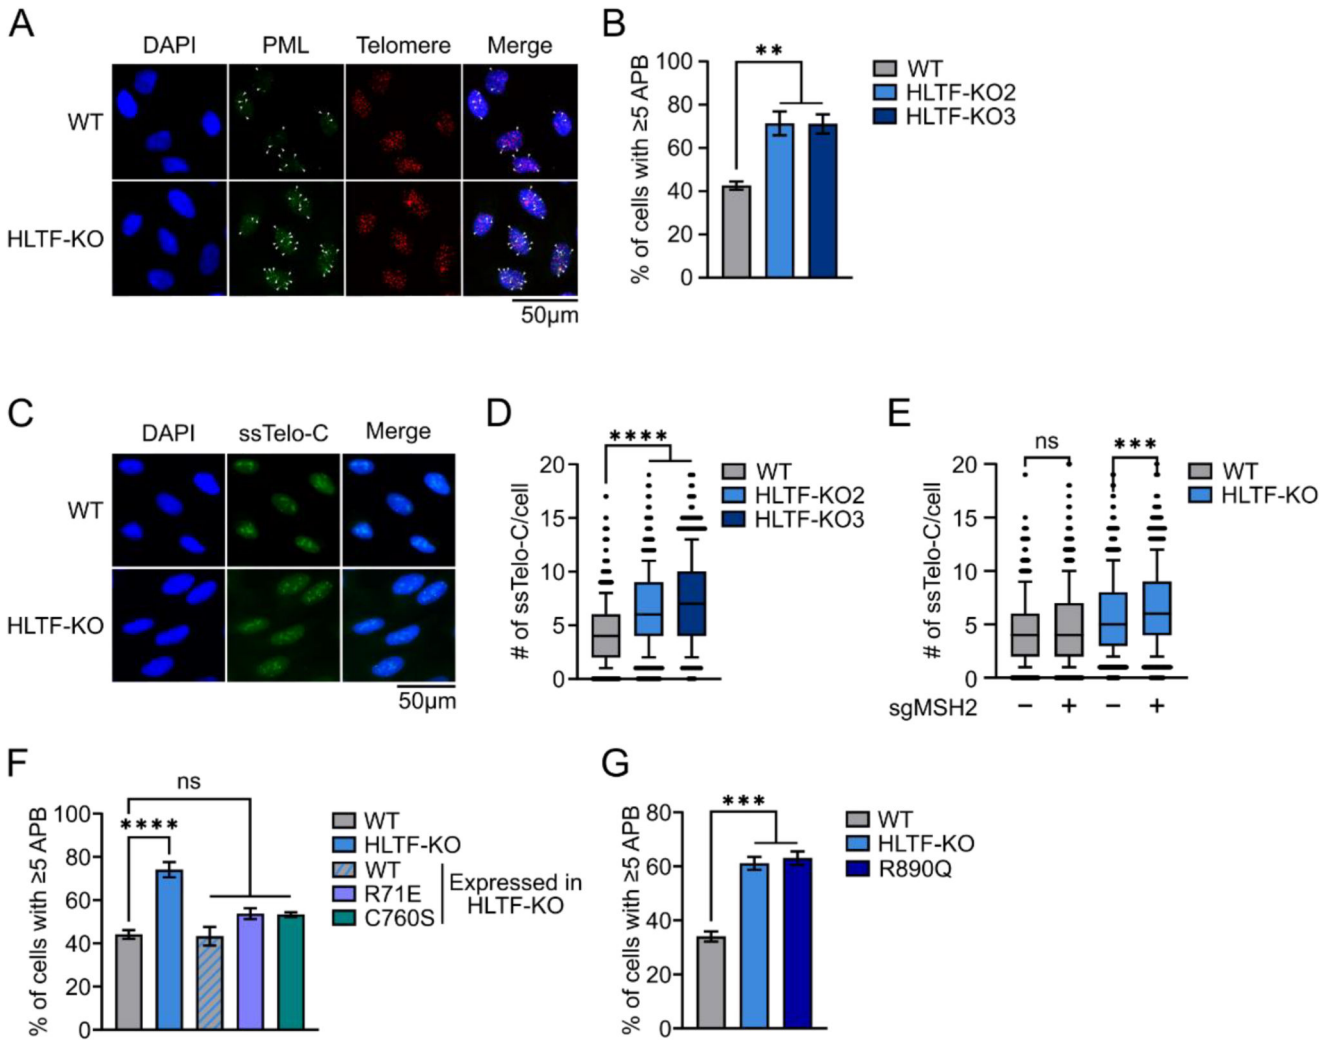 A
DAPI PML Telomere Merge
WT
HLTF-KO
50μm
B
% of cells with ≥5 APB
100
80
60
40
20
0
**
WT
HLTF-KO2
HLTF-KO3
C
DAPI ssTelo-C Merge
WT
HLTF-KO
50μm
D
# of ssTelo-C/cell
20
15
10
5
0
****
WT
HLTF-KO2
HLTF-KO3
E
# of ssTelo-C/cell
20
15
10
5
0
ns
***
WT
HLTF-KO
sgMSH2 − + − +
F
% of cells with ≥5 APB
100
80
60
40
20
0
ns
****
WT
HLTF-KO
WT
R71E
C760S
Expressed in
HLTF-KO
G
% of cells with ≥5 APB
80
60
40
20
0
***
WT
HLTF-KO
R890Q